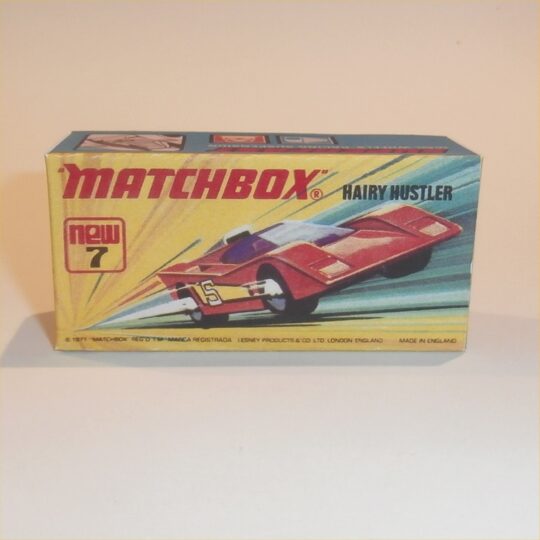 "MATCHBOX"®
HAIRY HUSTLER
new
7
5
© 1971 MATCHBOX REG'D T.M. MARCA REGISTRADA LESNEY PRODUCTS & CO. LTD. LONDON ENGLAND MADE IN ENGLAND